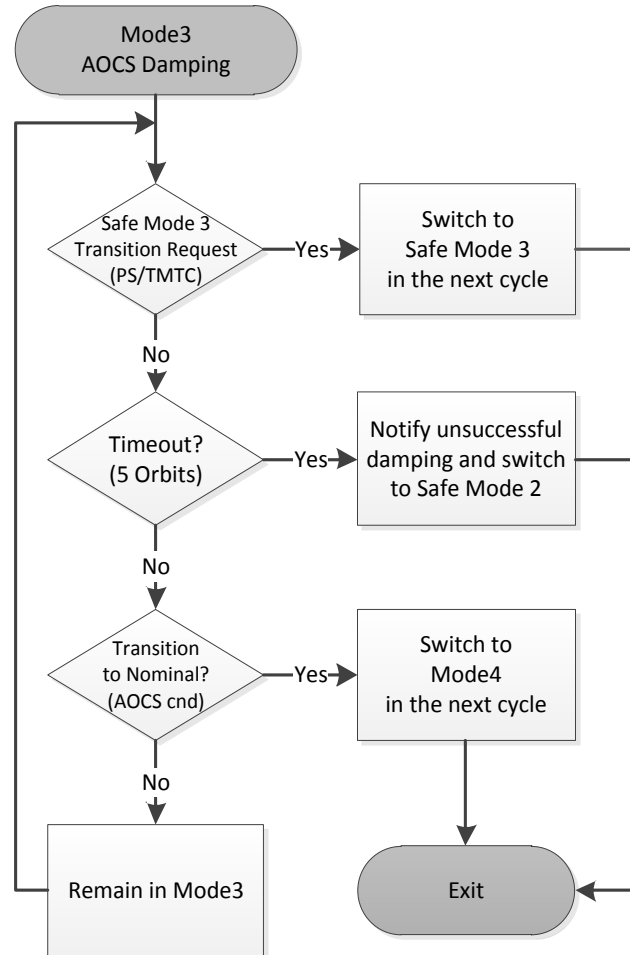 Mode3
AOCS Damping
Safe Mode 3
Transition Request
(PS/TMTC)
Yes
Switch to
Safe Mode 3
in the next cycle
No
Timeout?
(5 Orbits)
Yes
Notify unsuccessful
damping and switch
to Safe Mode 2
No
Transition
to Nominal?
(AOCS cnd)
Yes
Switch to
Mode4
in the next cycle
No
Remain in Mode3
Exit